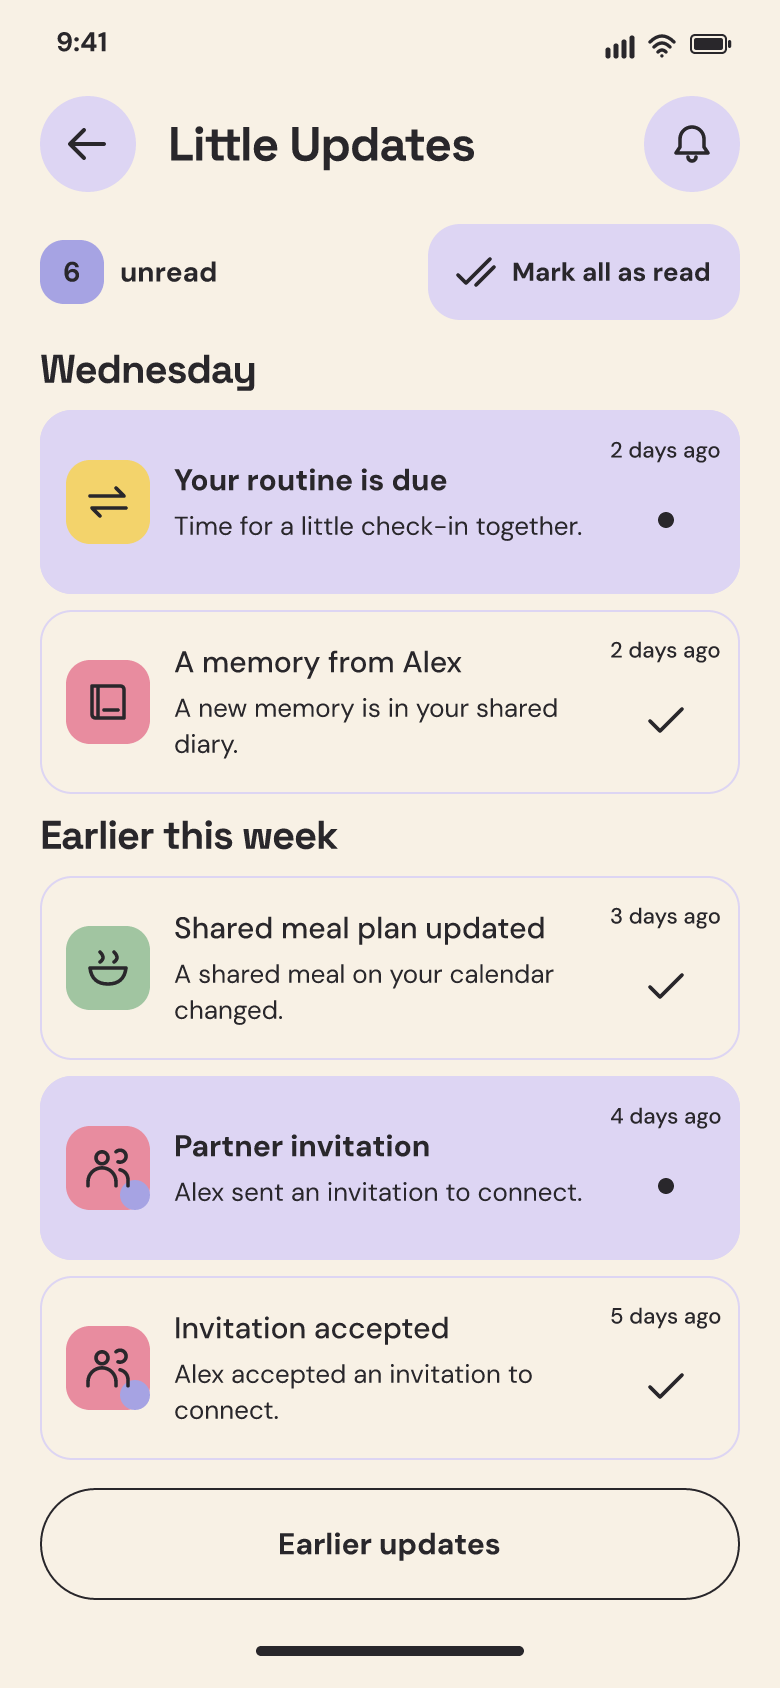 9:41
Little Updates
6 unread
Mark all as read
Wednesday
2 days ago
Your routine is due
Time for a little check-in together.
2 days ago
A memory from Alex
A new memory is in your shared
diary.
Earlier this week
3 days ago
Shared meal plan updated
A shared meal on your calendar
changed.
4 days ago
Partner invitation
Alex sent an invitation to connect.
5 days ago
Invitation accepted
Alex accepted an invitation to
connect.
Earlier updates